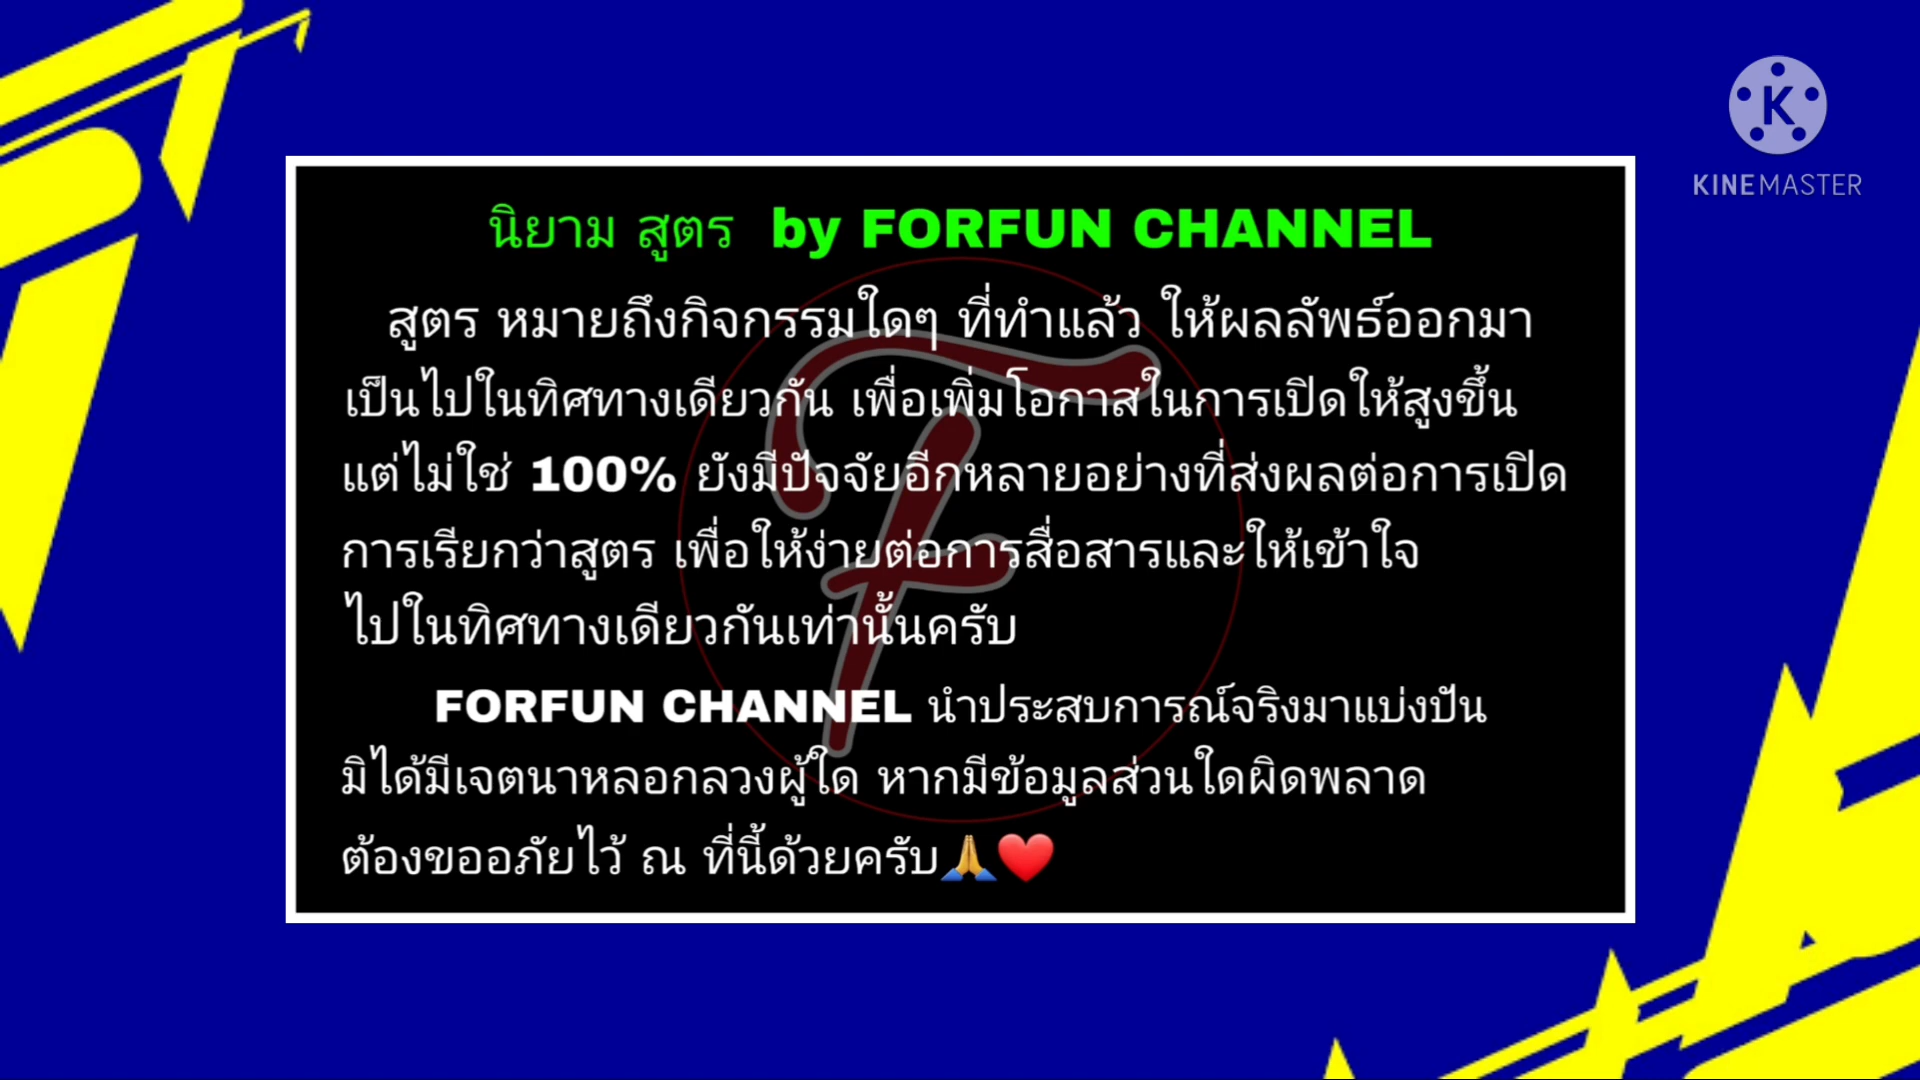 นิยาม สูตร by FORFUN CHANNEL
KINEMASTER
สูตร หมายถึงกิจกรรมใดๆ ที่ทำแล้ว ให้ผลลัพธ์ออกมา
เป็นไปในทิศทางเดียวกัน เพื่อเพิ่มโอกาสในการเปิดให้สูงขึ้น
แต่ไม่ใช่ 100% ยังมีปัจจัยอีกหลายอย่างที่ส่งผลต่อการเปิด
การเรียกว่าสูตร เพื่อให้ง่ายต่อการสื่อสารและให้เข้าใจ
ไปในทิศทางเดียวกันเท่านั้นครับ
FORFUN CHANNEL นำประสบการณ์จริงมาแบ่งปัน
มิได้มีเจตนาหลอกลวงผู้ใด หากมีข้อมูลส่วนใดผิดพลาด
ต้องขออภัยไว้ ณ ที่นี้ด้วยครับ🙏❤️